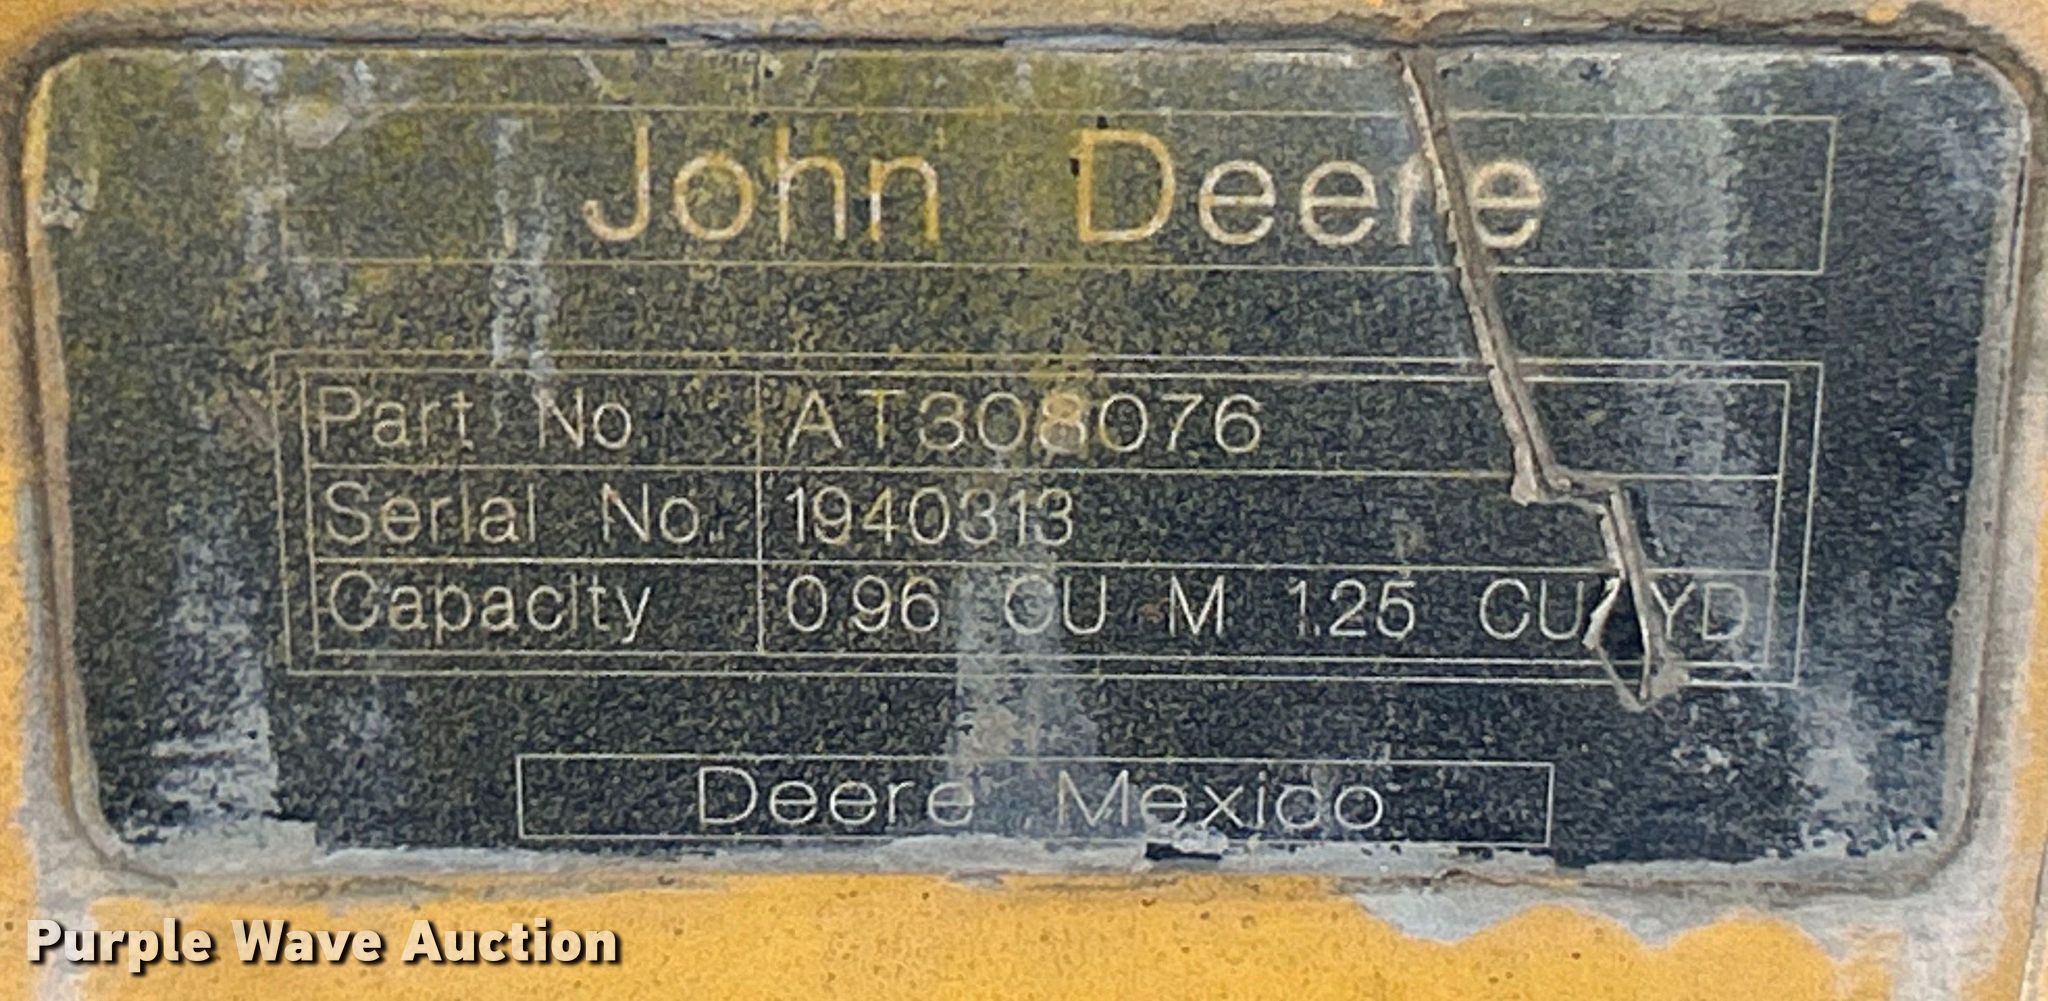 John Deere
Part No. AT308076
Serial No. 1940313
Capacity 0.96 CU M 1.25 CU YD
Deere Mexico
Purple Wave Auction